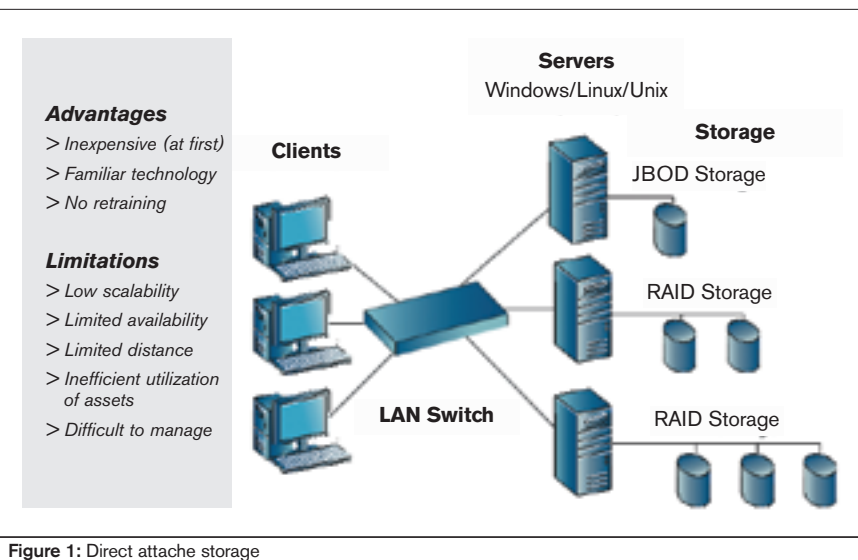 Advantages
> Inexpensive (at first)
> Familiar technology
> No retraining
Limitations
> Low scalability
> Limited availability
> Limited distance
> Inefficient utilization
of assets
> Difficult to manage
Clients
LAN Switch
Servers
Windows/Linux/Unix
Storage
JBOD Storage
RAID Storage
RAID Storage
Figure 1: Direct attache storage